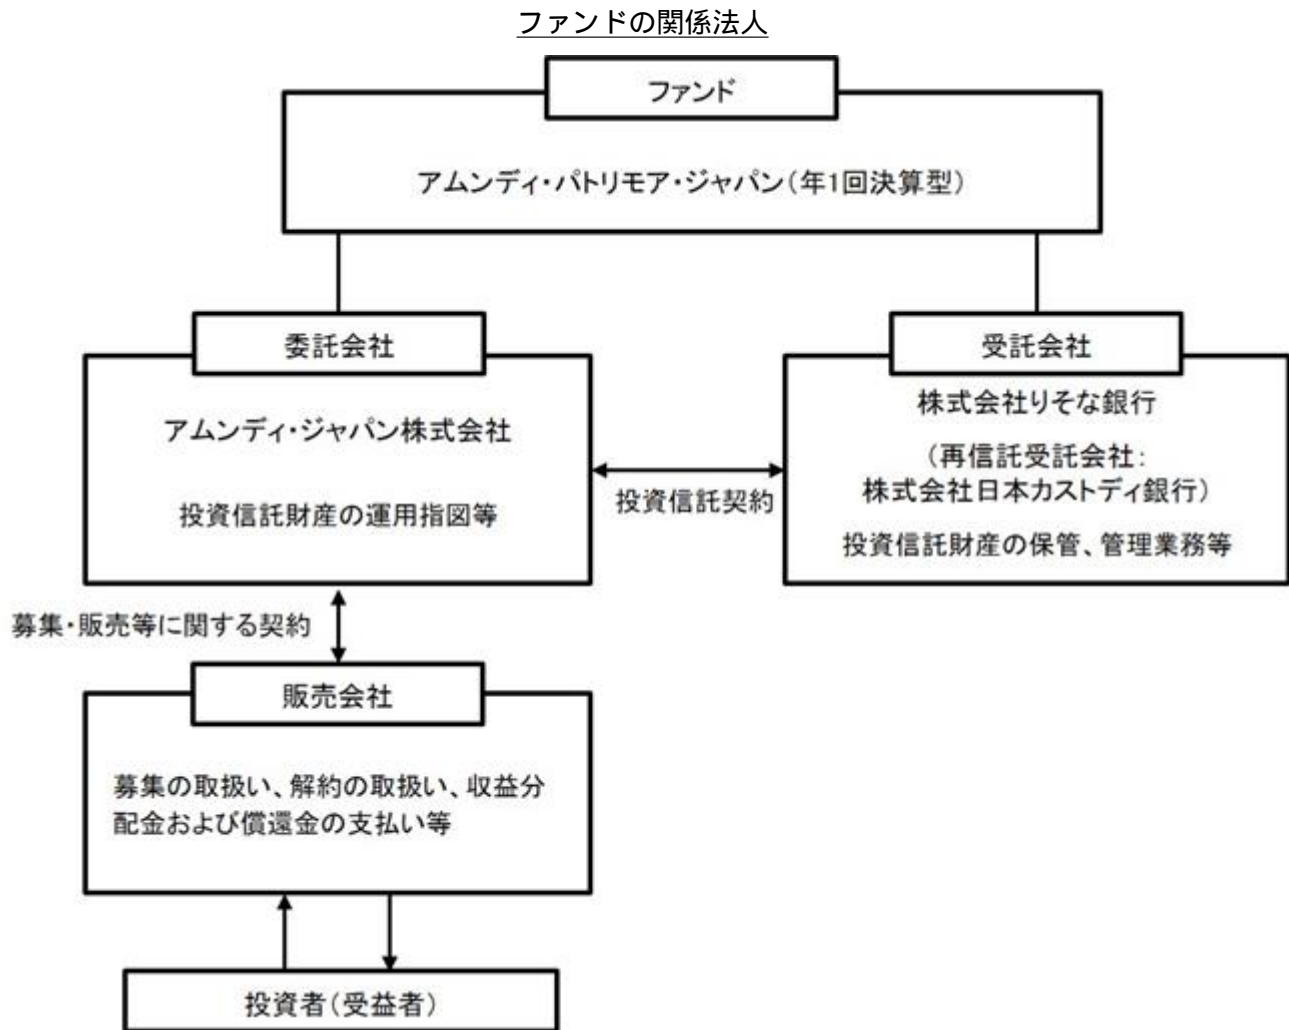 ファンドの関係法人
ファンド
アムンディ・パトリモア・ジャパン(年1回決算型)
委託会社
アムンディ・ジャパン株式会社
投資信託財産の運用指図等
投資信託契約
受託会社
株式会社りそな銀行
(再信託受託会社:
株式会社日本カストディ銀行)
投資信託財産の保管、管理業務等
募集・販売等に関する契約
販売会社
募集の取扱い、解約の取扱い、収益分
配金および償還金の支払い等
投資者(受益者)